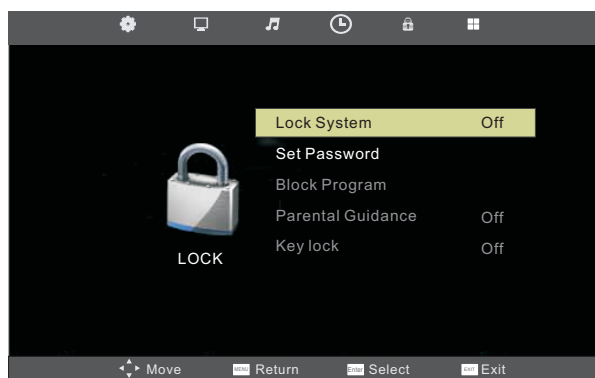 Lock System Off
Set Password
Block Program
Parental Guidance Off
Key lock Off
LOCK
Move MENU Return Enter Select EXIT Exit